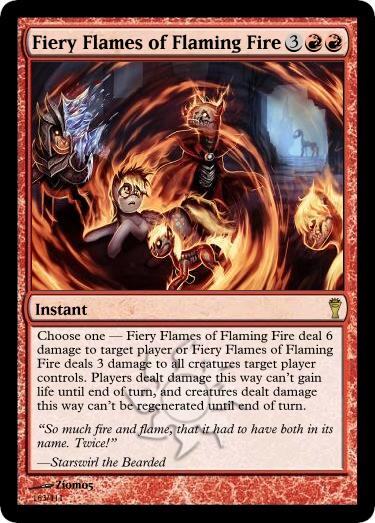 Fiery Flames of Flaming Fire 3
Instant
Choose one — Fiery Flames of Flaming Fire deal 6
damage to target player or Fiery Flames of Flaming
Fire deals 3 damage to all creatures target player
controls. Players dealt damage this way can't gain
life until end of turn, and creatures dealt damage
this way can't be regenerated until end of turn.
"So much fire and flame, that it had to have both in its
name. Twice!"
—Starswirl the Bearded
Ziomo5